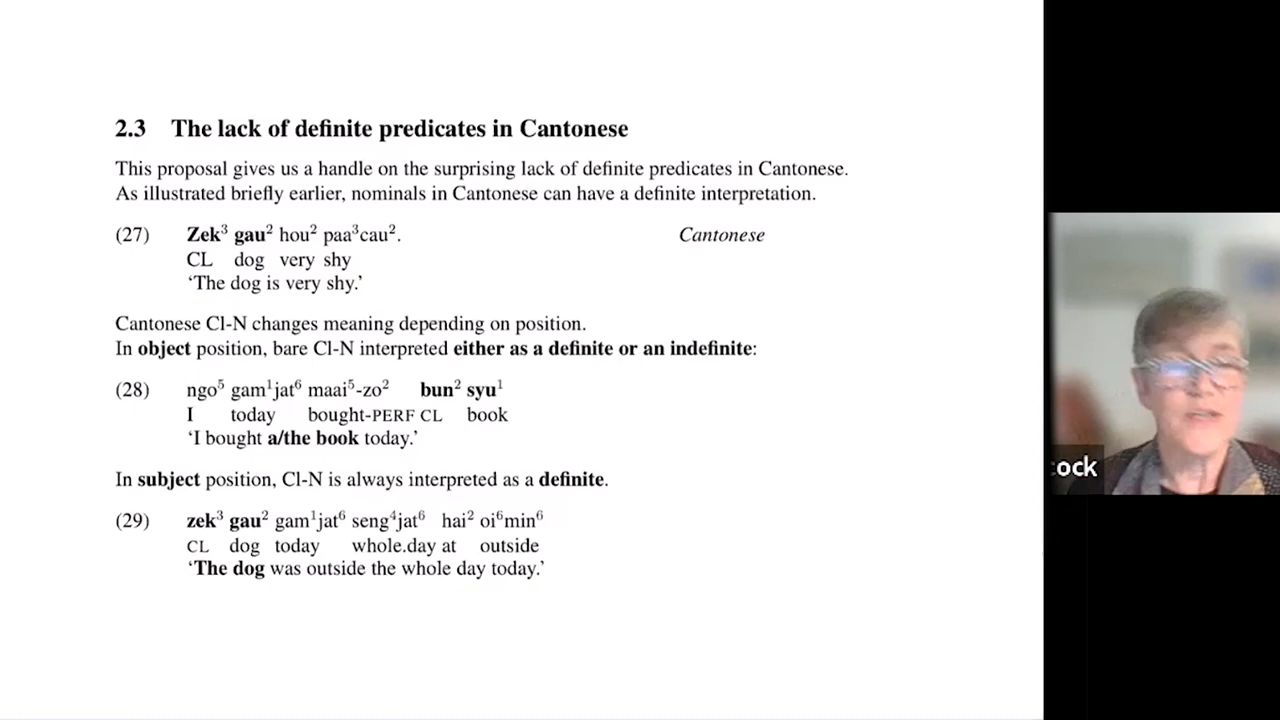 2.3 The lack of definite predicates in Cantonese
This proposal gives us a handle on the surprising lack of definite predicates in Cantonese.
As illustrated briefly earlier, nominals in Cantonese can have a definite interpretation.
(27) Zek³ gau² hou² paa³cau². Cantonese
CL dog very shy
‘The dog is very shy.’
Cantonese Cl-N changes meaning depending on position.
In object position, bare Cl-N interpreted either as a definite or an indefinite:
(28) ngo⁵ gam¹jat⁶ maai⁵-zo² bun² syu¹
I today bought-PERF CL book
‘I bought a/the book today.’
In subject position, Cl-N is always interpreted as a definite.
(29) zek³ gau² gam¹jat⁶ seng⁴jat⁶ hai² oi⁶min⁶
CL dog today whole.day at outside
‘The dog was outside the whole day today.’
cock